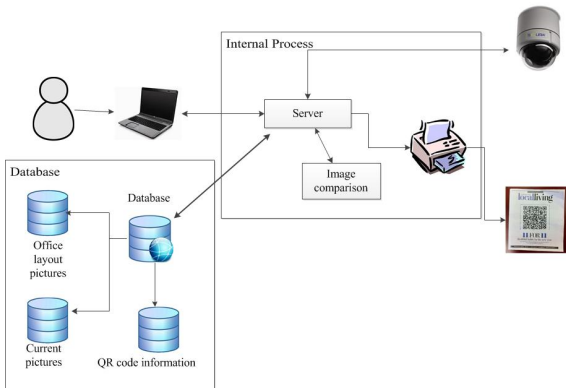 Internal Process
Server
Image
comparison
Database
Database
Office
layout
pictures
Current
pictures
QR code information
localliving